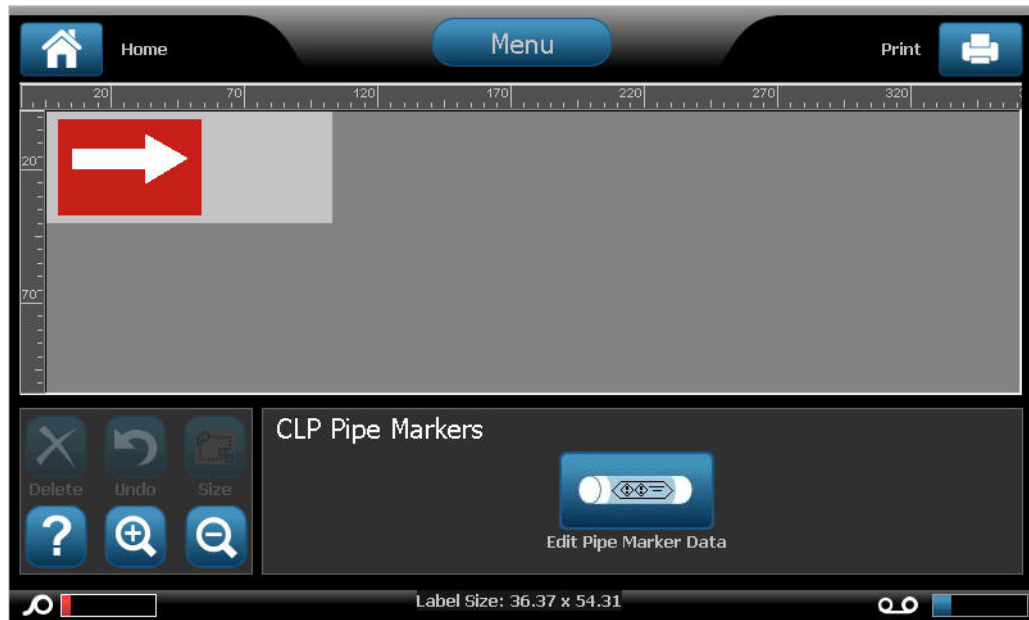 Home
Menu
Print
20 70 120 170 220 270 320
20
70
CLP Pipe Markers
Delete Undo Size
?
Edit Pipe Marker Data
Label Size: 36.37 x 54.31